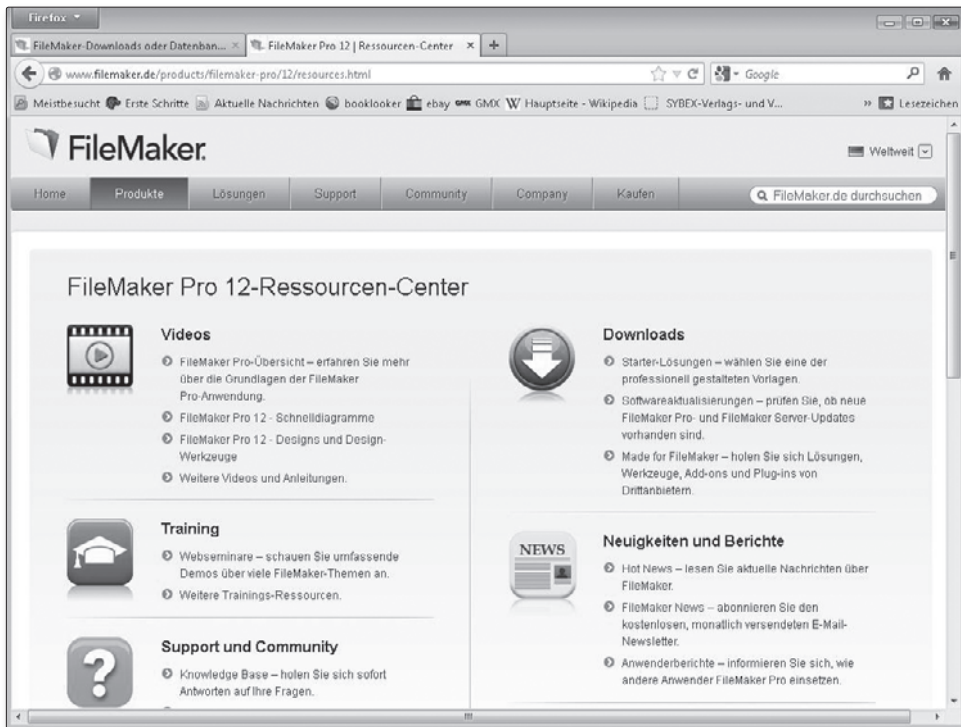 Firefox
FileMaker-Downloads oder Datenban... ×
FileMaker Pro 12 | Ressourcen-Center ×
www.filemaker.de/products/filemaker-pro/12/resources.html
Google
Meistbesucht Erste Schritte Aktuelle Nachrichten booklooker ebay GMX GMX W Hauptseite - Wikipedia SYBEX-Verlags- und V... » Lesezeichen
FileMaker.
Weltweit
Home Produkte Lösungen Support Community Company Kaufen FileMaker.de durchsuchen
FileMaker Pro 12-Ressourcen-Center
Videos
FileMaker Pro-Übersicht – erfahren Sie mehr
über die Grundlagen der FileMaker
Pro-Anwendung.
FileMaker Pro 12 - Schnelldiagramme
FileMaker Pro 12 - Designs und Design-
Werkzeuge
Weitere Videos und Anleitungen.
Training
Webseminare – schauen Sie umfassende
Demos über viele FileMaker-Themen an.
Weitere Trainings-Ressourcen.
?
Support und Community
Knowledge Base – holen Sie sich sofort
Antworten auf Ihre Fragen.
Downloads
Starter-Lösungen – wählen Sie eine der
professionell gestalteten Vorlagen.
Softwareaktualisierungen – prüfen Sie, ob neue
FileMaker Pro- und FileMaker Server-Updates
vorhanden sind.
Made for FileMaker – holen Sie sich Lösungen,
Werkzeuge, Add-ons und Plug-ins von
Drittanbietern.
NEWS
Neuigkeiten und Berichte
Hot News – lesen Sie aktuelle Nachrichten über
FileMaker.
FileMaker News – abonnieren Sie den
kostenlosen, monatlich versendeten E-Mail-
Newsletter.
Anwenderberichte – informieren Sie sich, wie
andere Anwender FileMaker Pro einsetzen.